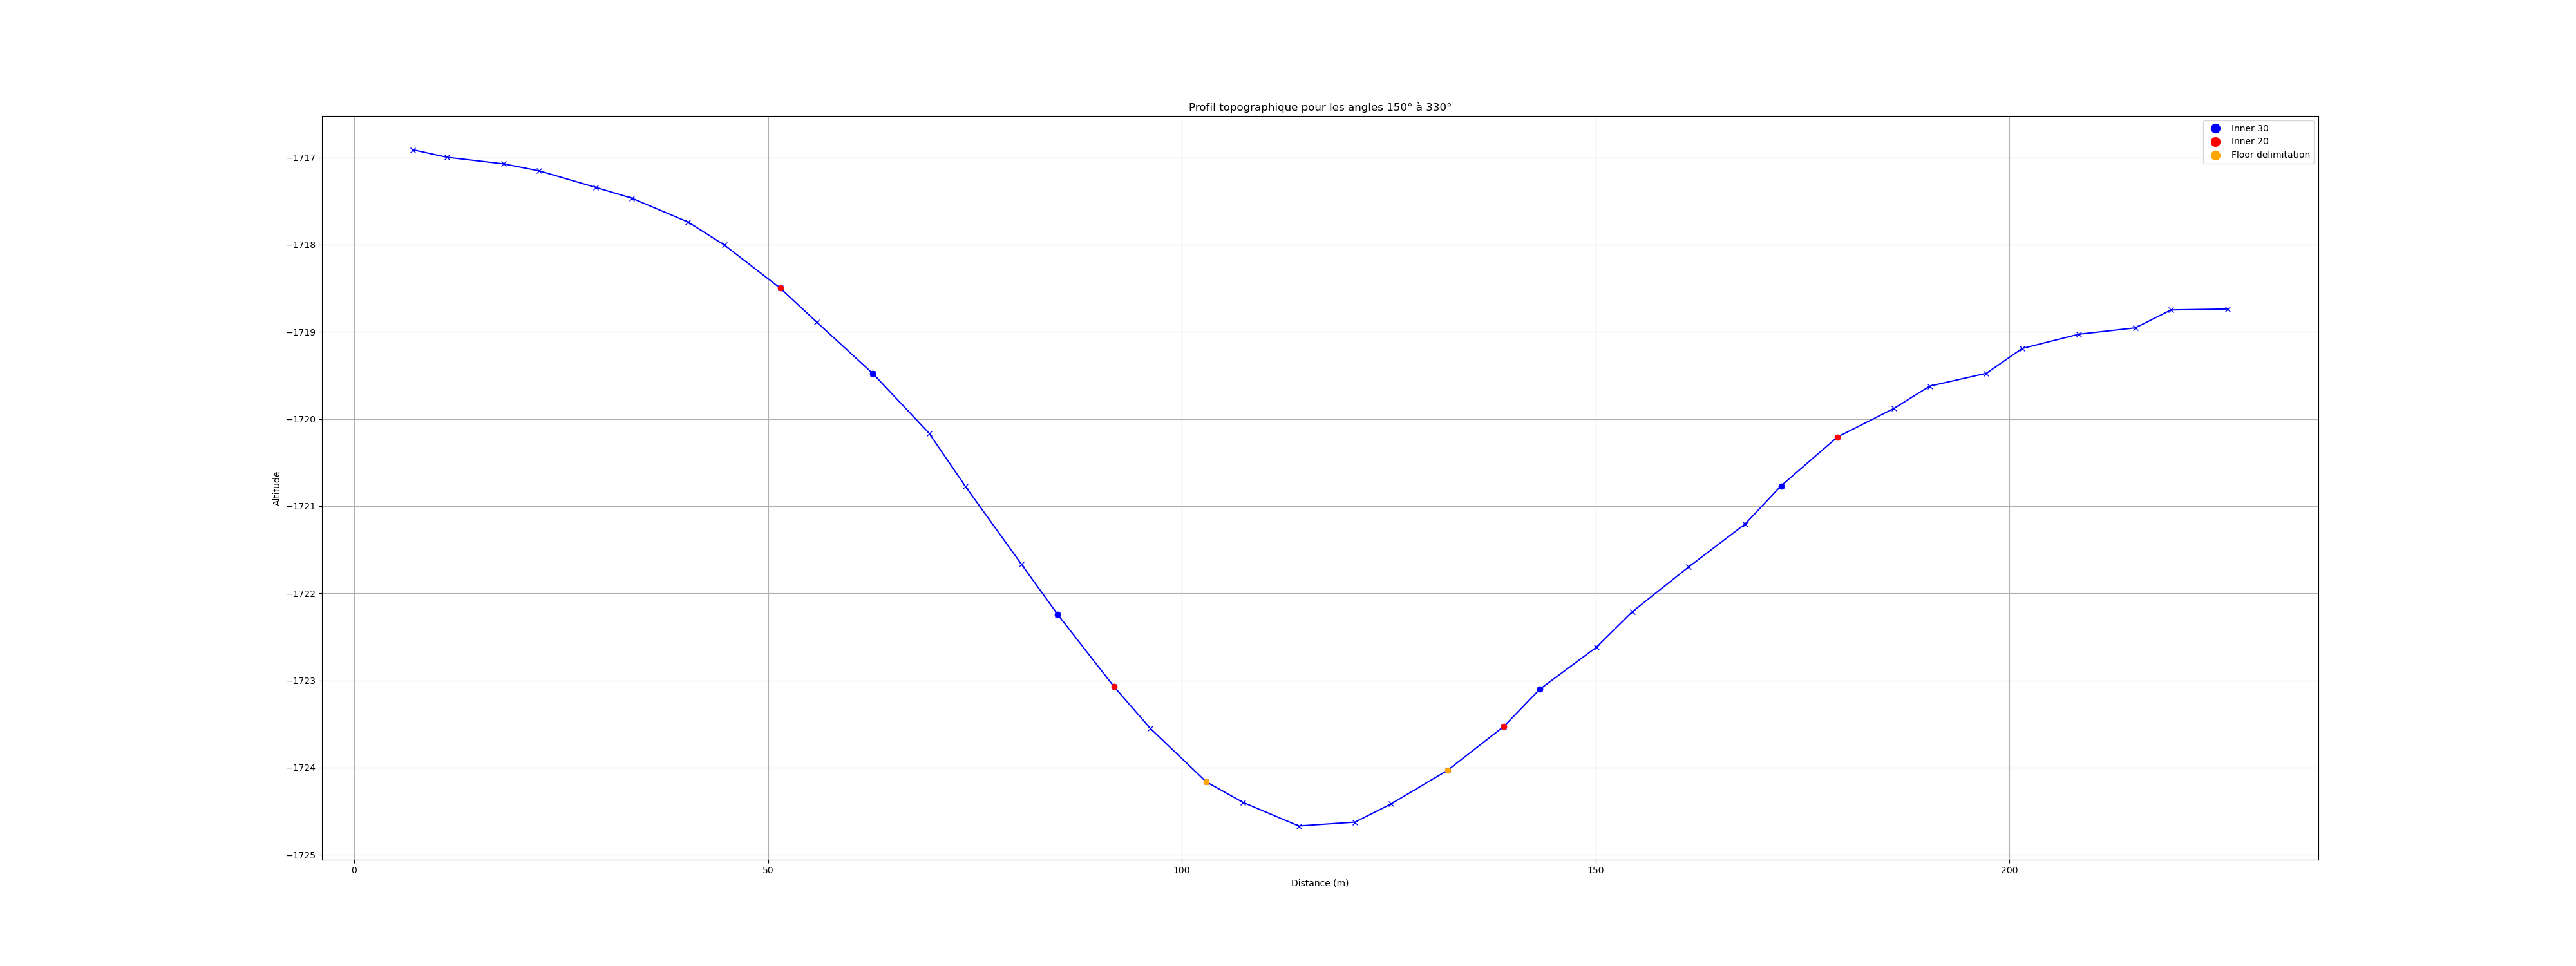 Profil topographique pour les angles 150° à 330°
Inner 30
Inner 20
Floor delimitation
−1717
−1718
−1719
−1720
−1721
−1722
−1723
−1724
−1725
Altitude
0 50 100 150 200
Distance (m)